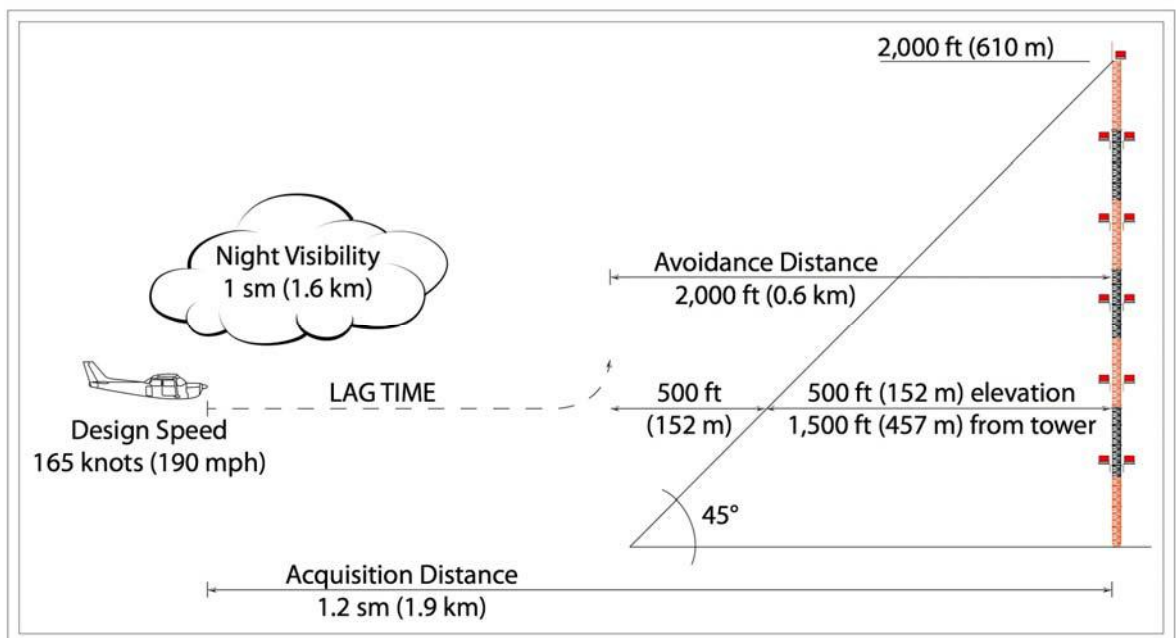 2,000 ft (610 m)
Night Visibility
1 sm (1.6 km)
Avoidance Distance
2,000 ft (0.6 km)
LAG TIME
500 ft
(152 m)
500 ft (152 m) elevation
1,500 ft (457 m) from tower
Design Speed
165 knots (190 mph)
45°
Acquisition Distance
1.2 sm (1.9 km)